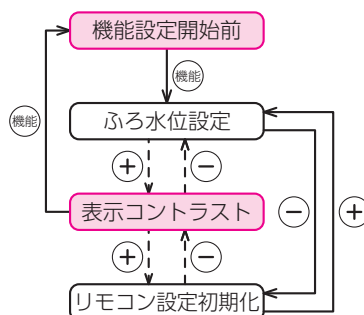 機能設定開始前
機能
機能
ふろ水位設定
+ −
表示コントラスト
− +
+ −
リモコン設定初期化